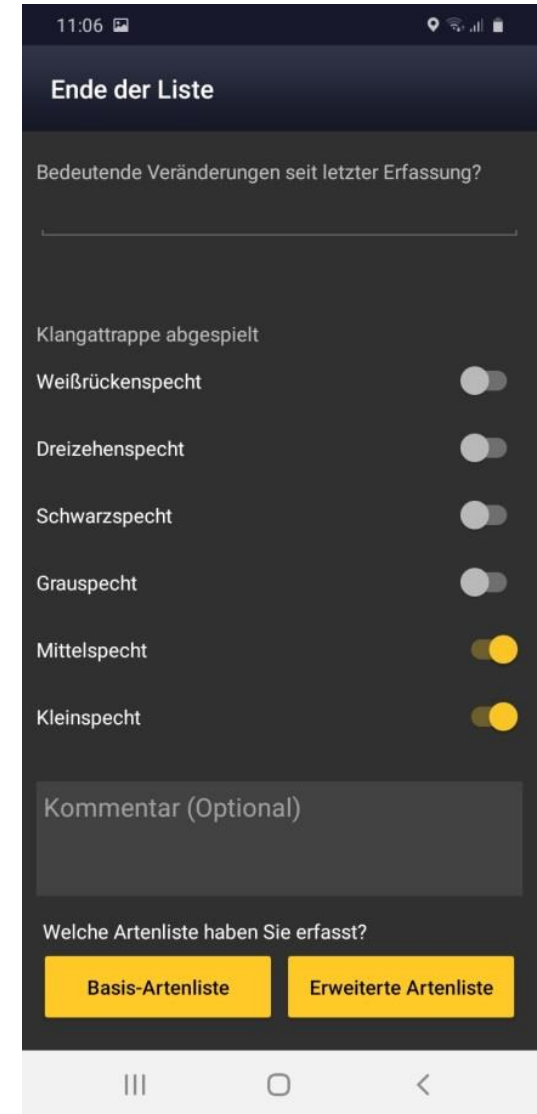 11:06
Ende der Liste
Bedeutende Veränderungen seit letzter Erfassung?
Klangattrappe abgespielt
Weißrückenspecht
Dreizehenspecht
Schwarzspecht
Grauspecht
Mittelspecht
Kleinspecht
Kommentar (Optional)
Welche Artenliste haben Sie erfasst?
Basis-Artenliste Erweiterte Artenliste